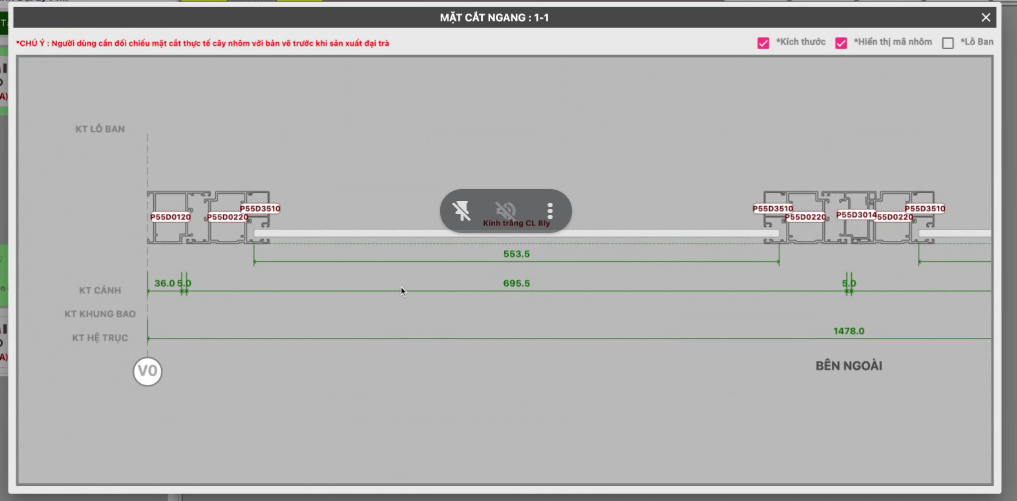 MẶT CẮT NGANG : 1-1
*CHÚ Ý : Người dùng cần đối chiếu mặt cắt thực tế cây nhôm với bản vẽ trước khi sản xuất đại trà
*Kích thước *Hiển thị mã nhôm *Lỗ Ban
KT LỖ BAN
P55D0120 P55D0220 P55D3510 P55D3510 P55D0220 P55D3014 55D0220 P55D3510
Kính trắng CL 8ly
553.5
KT CÁNH 36.0 5.0 695.5 5.0
KT KHUNG BAO
KT HỆ TRỤC 1478.0
V0
BÊN NGOÀI